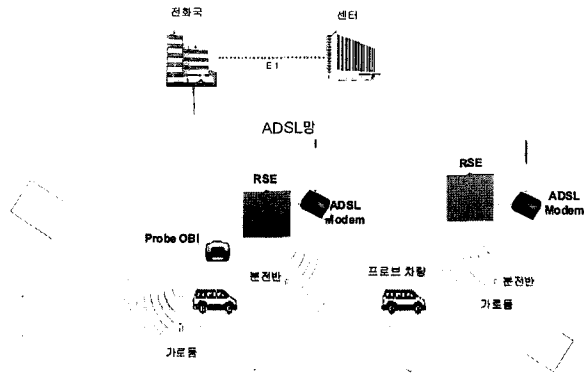 전화국
센터
E1
ADSL망
RSE
ADSL
Modem
RSE
ADSL
Modem
Probe OBI
분전반
가로등
프로브 차량
분전반
가로등